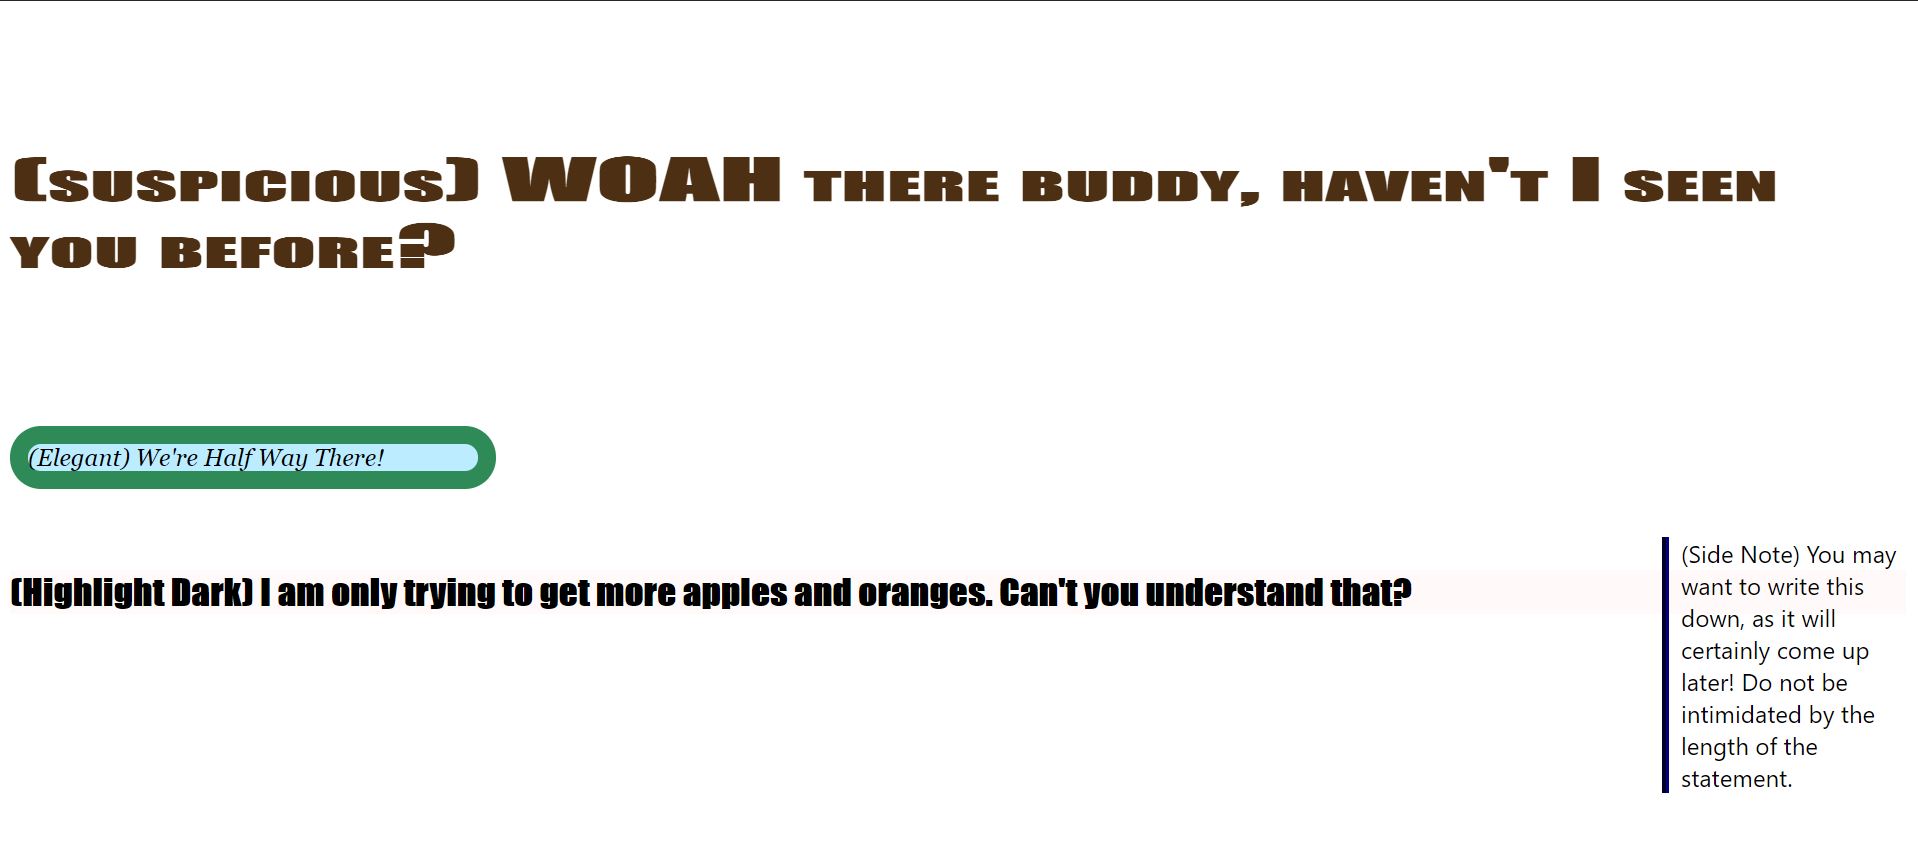 (suspicious) WOAH there buddy, haven't I seen
you before?
(Elegant) We're Half Way There!
(Highlight Dark) I am only trying to get more apples and oranges. Can't you understand that?
(Side Note) You may
want to write this
down, as it will
certainly come up
later! Do not be
intimidated by the
length of the
statement.